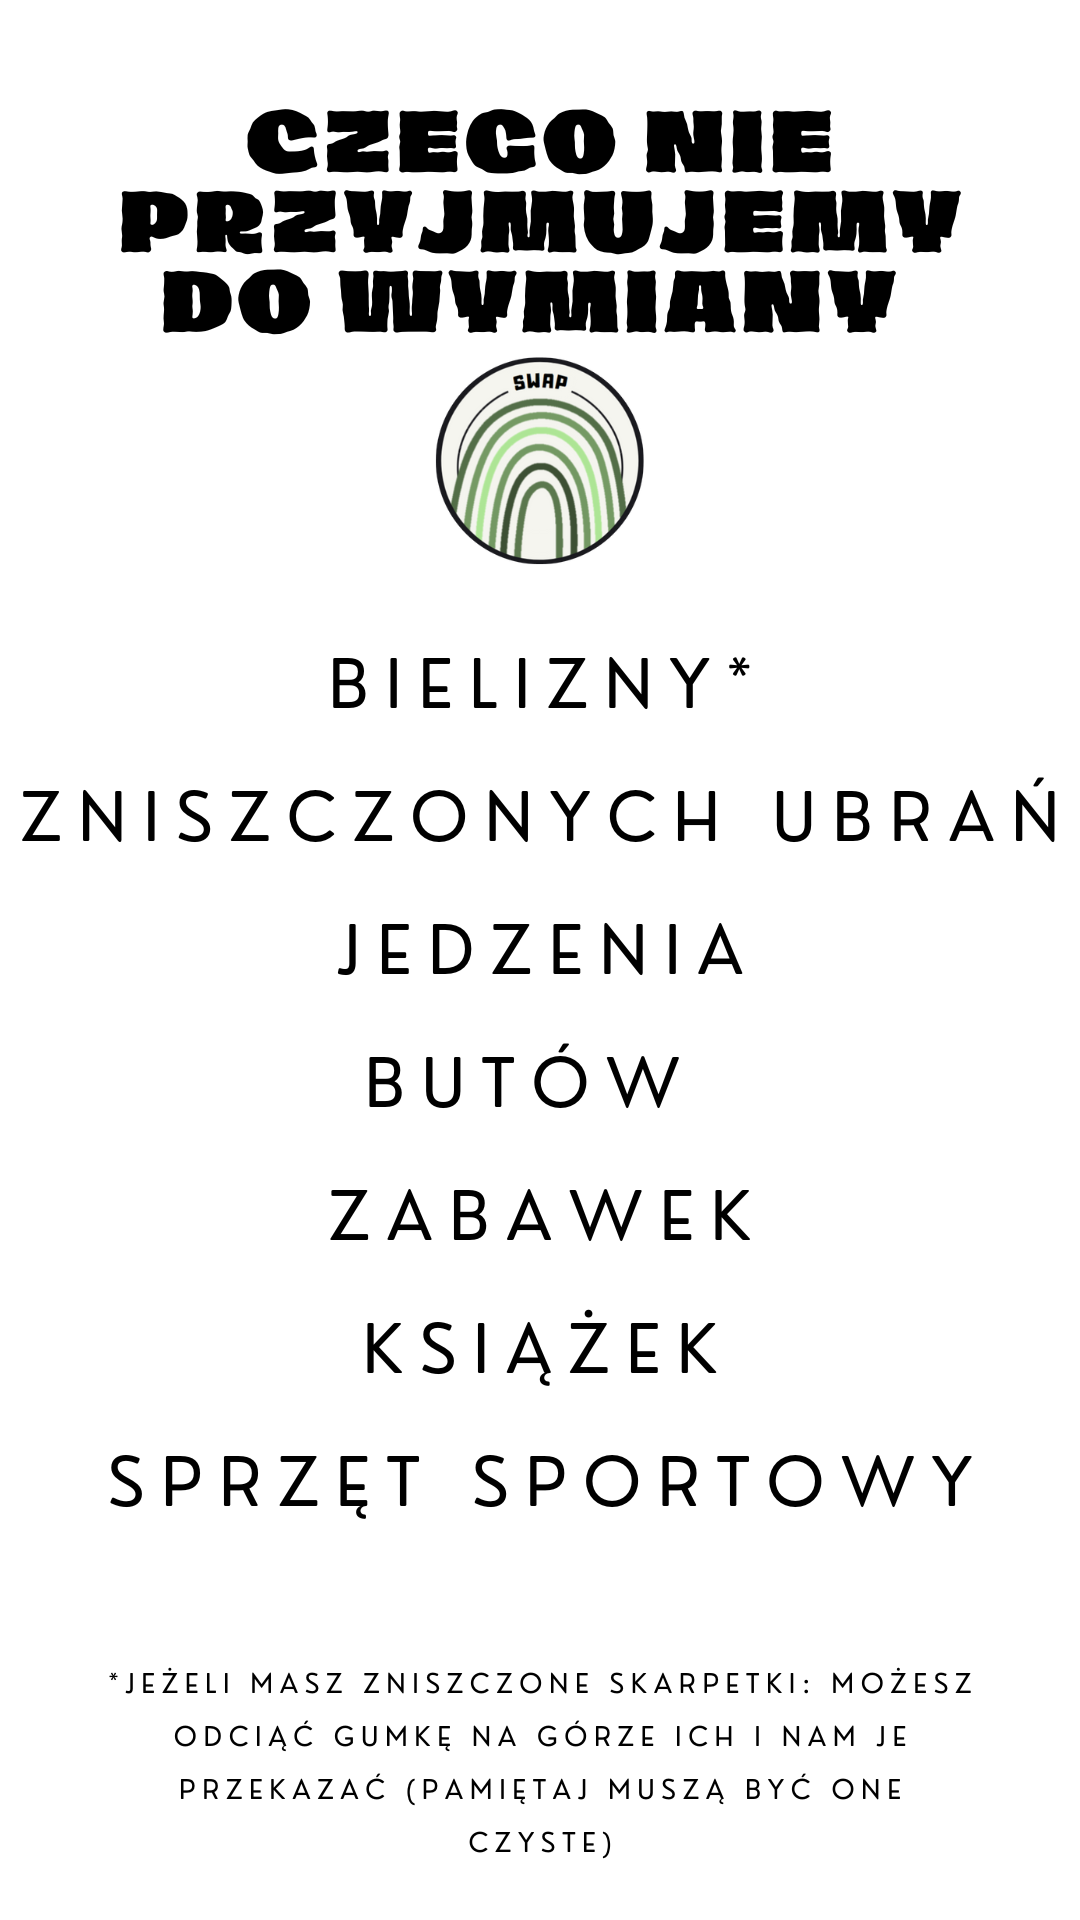 CZEGO NIE
PRZYJMUJEMY
DO WYMIANY
SWAP
BIELIZNY*
ZNISZCZONYCH UBRAŃ
JEDZENIA
BUTÓW
ZABAWEK
KSIĄŻEK
SPRZĘT SPORTOWY
*JEŻELI MASZ ZNISZCZONE SKARPETKI: MOŻESZ
ODCIĄĆ GUMKĘ NA GÓRZE ICH I NAM JE
PRZEKAZAĆ (PAMIĘTAJ MUSZĄ BYĆ ONE
CZYSTE)